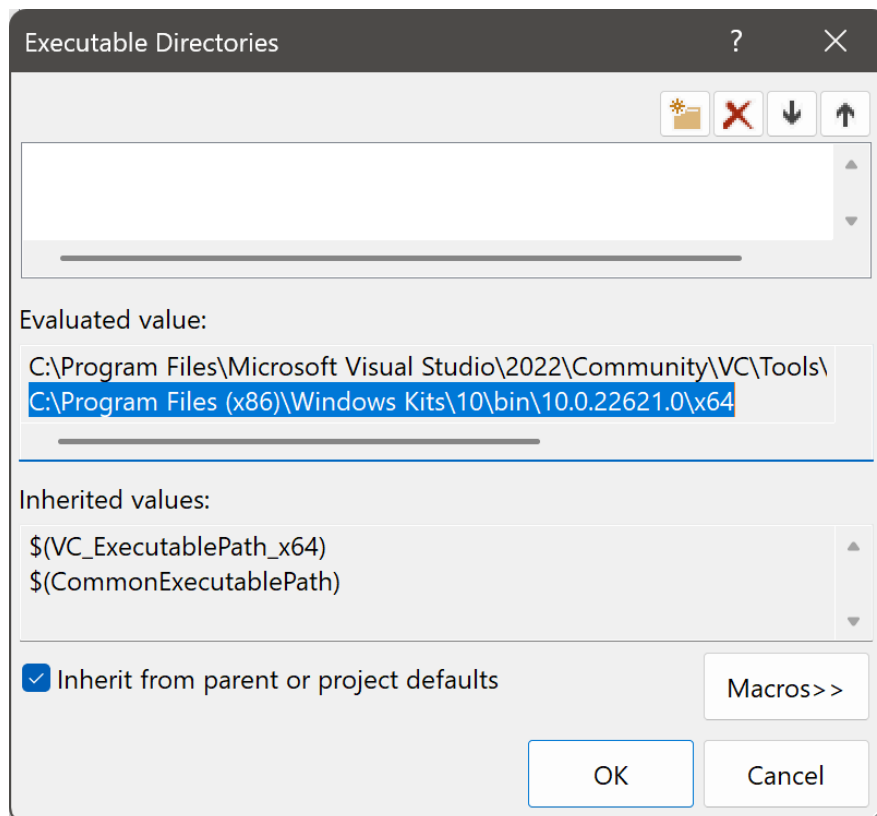 Executable Directories
?
Evaluated value:
C:\Program Files\Microsoft Visual Studio\2022\Community\VC\Tools\
C:\Program Files (x86)\Windows Kits\10\bin\10.0.22621.0\x64
Inherited values:
$(VC_ExecutablePath_x64)
$(CommonExecutablePath)
Inherit from parent or project defaults
Macros>>
OK
Cancel